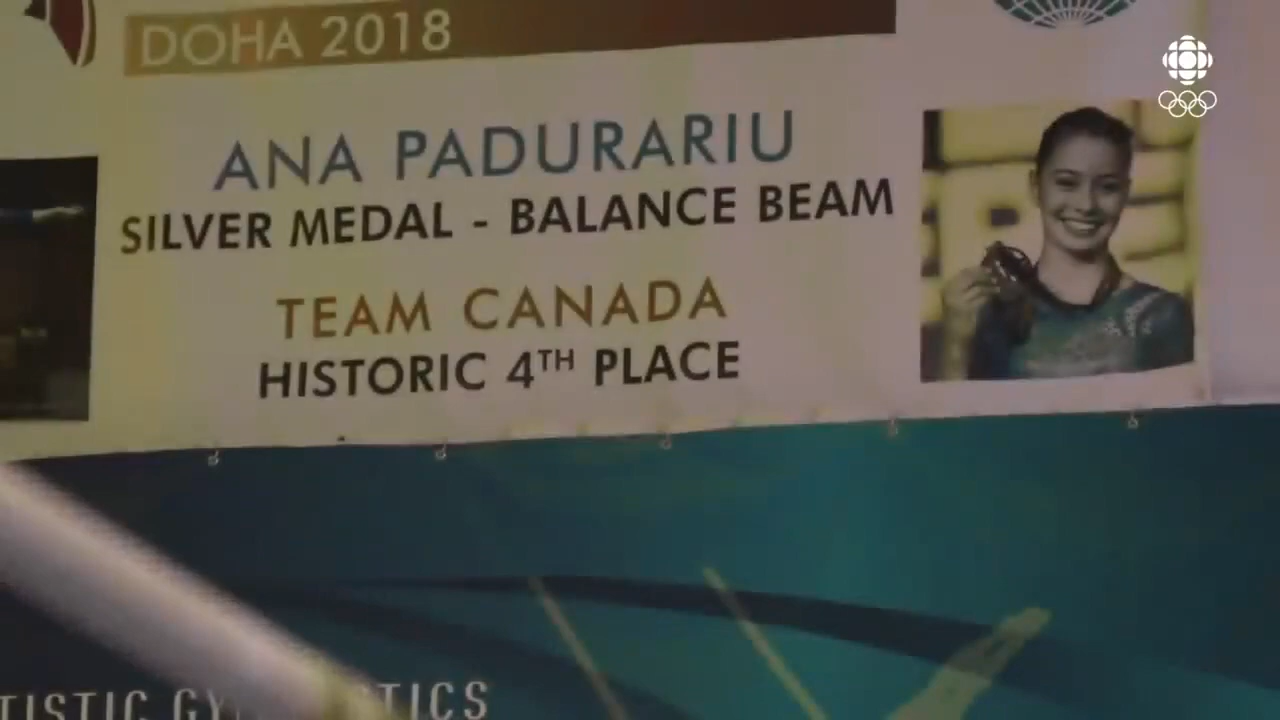 DOHA 2018
ANA PADURARIU
SILVER MEDAL - BALANCE BEAM
TEAM CANADA
HISTORIC 4TH PLACE